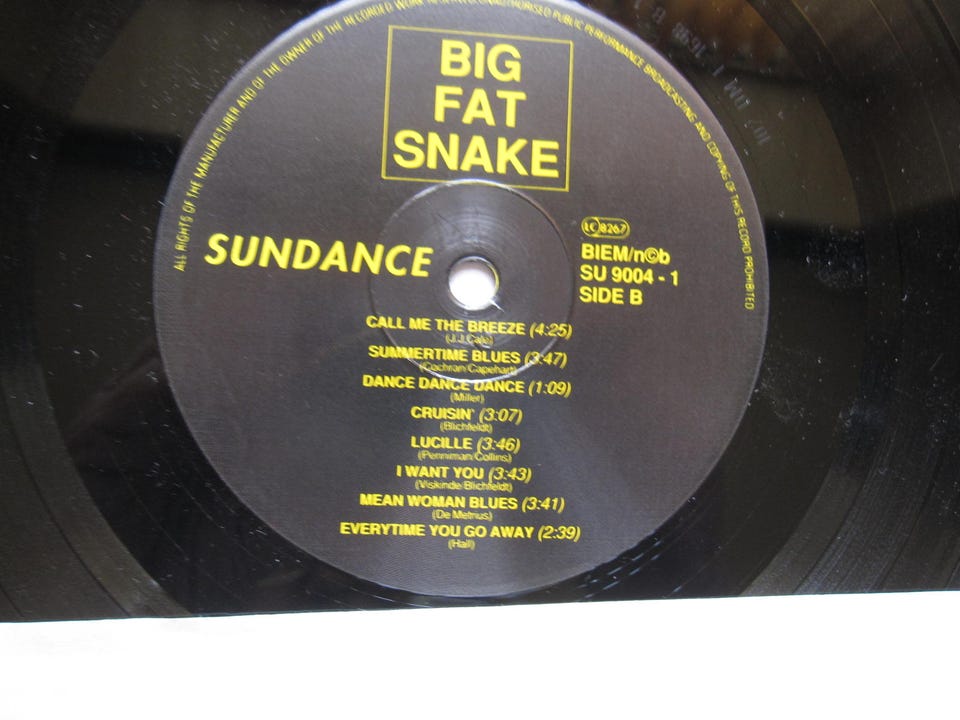 ALL RIGHTS OF THE MANUFACTURER AND OF THE OWNER OF THE RECORDED WORK RESERVED UNAUTHORISED PUBLIC PERFORMANCE BROADCASTING AND COPYING OF THIS RECORD PROHIBITED
BIG
FAT
SNAKE
SUNDANCE
LC 8267
BIEM/n©b
SU 9004 - 1
SIDE B
CALL ME THE BREEZE (4:25)
(J.J.Cale)
SUMMERTIME BLUES (3:47)
(Cochran/Capehart)
DANCE DANCE DANCE (1:09)
(Miller)
CRUISIN' (3:07)
(Blichfeldt)
LUCILLE (3:46)
(Penniman/Collins)
I WANT YOU (3:43)
(Viskinde/Blichfeldt)
MEAN WOMAN BLUES (3:41)
(De Metrius)
EVERYTIME YOU GO AWAY (2:39)
(Hall)